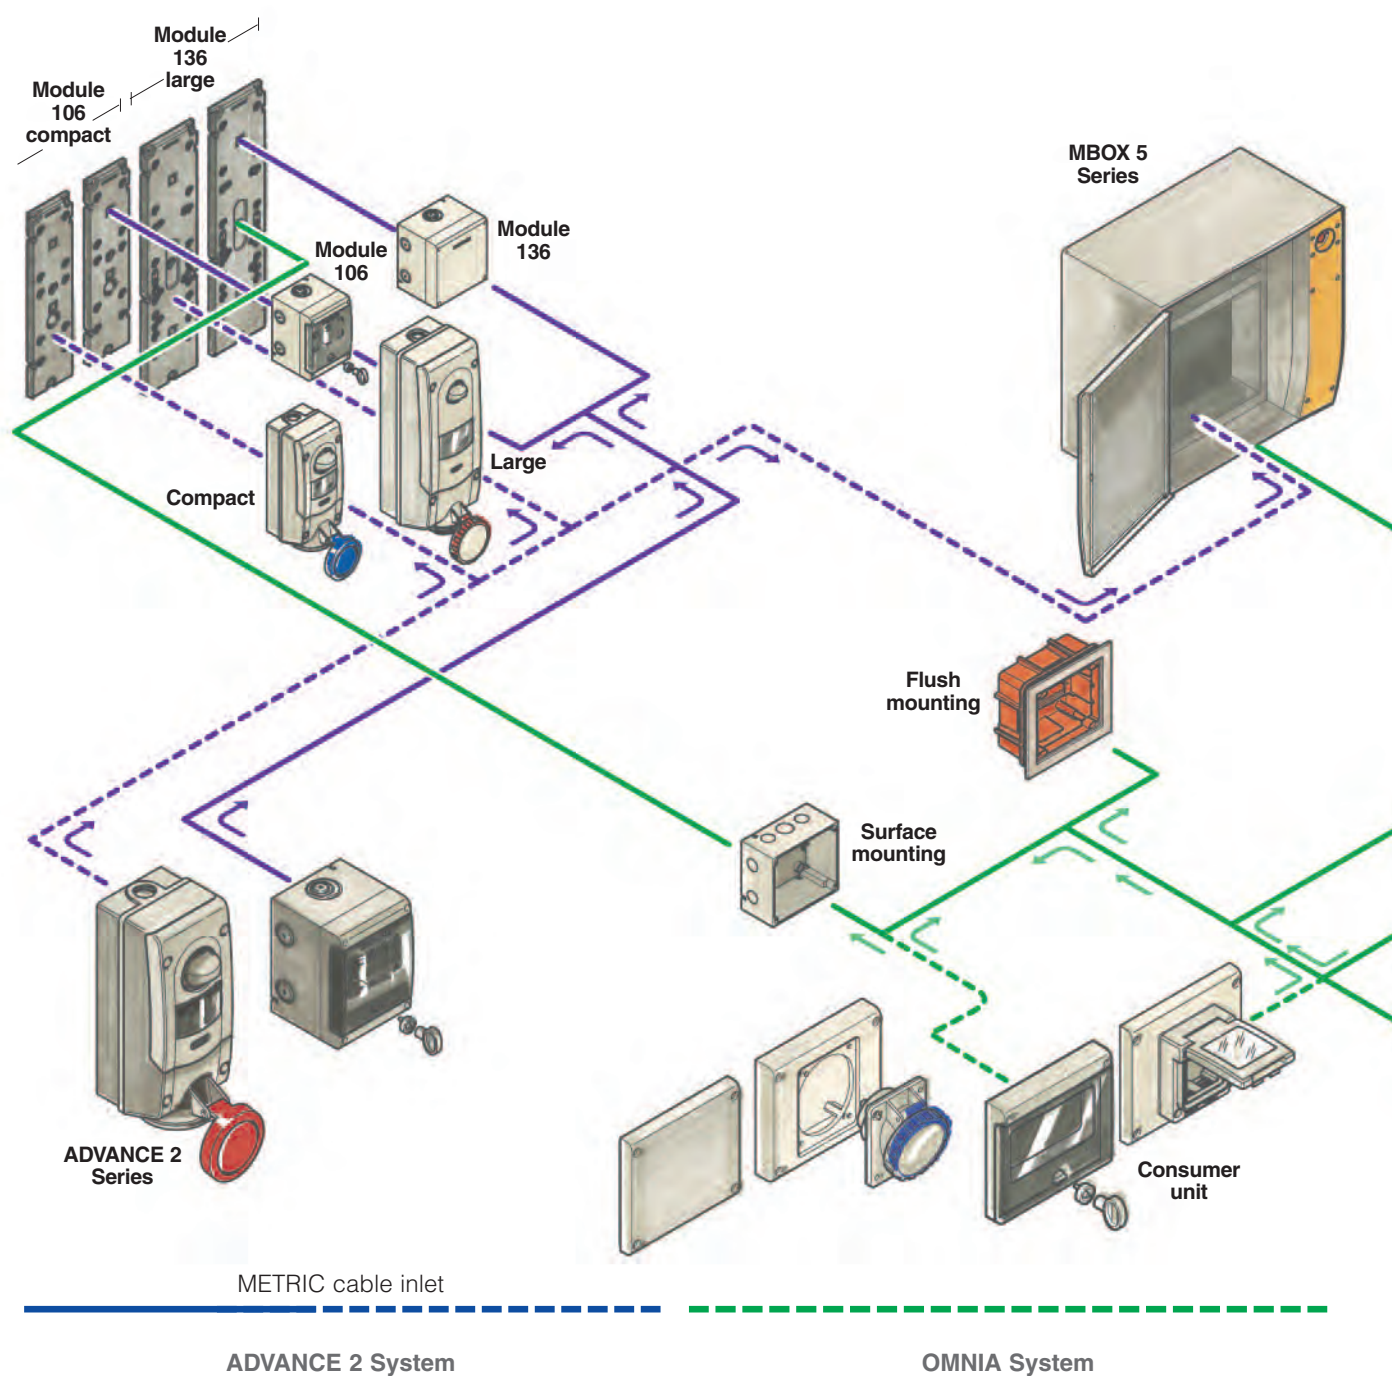 Module
136
large
Module
106
compact
MBOX 5
Series
Module
136
Module
106
Large
Compact
Flush
mounting
Surface
mounting
ADVANCE 2
Series
Consumer
unit
METRIC cable inlet
ADVANCE 2 System
OMNIA System